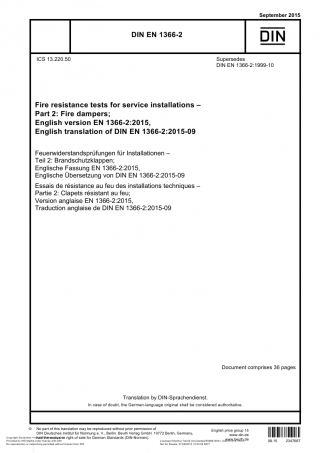 September 2015
DIN EN 1366-2
DIN
ICS 13.220.50
Supersedes
DIN EN 1366-2:1999-10
Fire resistance tests for service installations –
Part 2: Fire dampers;
English version EN 1366-2:2015,
English translation of DIN EN 1366-2:2015-09
Feuerwiderstandsprüfungen für Installationen –
Teil 2: Brandschutzklappen;
Englische Fassung EN 1366-2:2015,
Englische Übersetzung von DIN EN 1366-2:2015-09
Essais de résistance au feu des installations techniques –
Partie 2: Clapets résistant au feu;
Version anglaise EN 1366-2:2015,
Traduction anglaise de DIN EN 1366-2:2015-09
Document comprises 36 pages
Translation by DIN-Sprachendienst.
In case of doubt, the German-language original shall be considered authoritative.
© No part of this translation may be reproduced without prior permission of
DIN Deutsches Institut für Normung e. V., Berlin. Beuth Verlag GmbH, 10772 Berlin, Germany,
has the exclusive right of sale for German Standards (DIN-Normen).
English price group 15
www.din.de
www.beuth.de